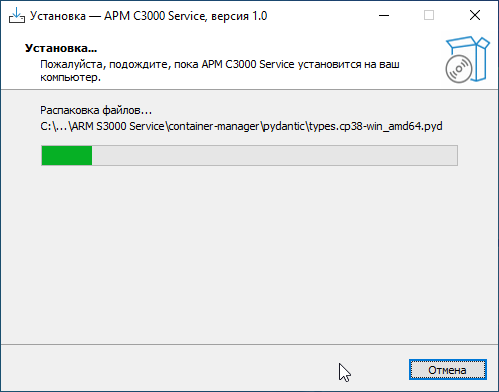 Установка — АРМ С3000 Service, версия 1.0
Установка...
Пожалуйста, подождите, пока АРМ С3000 Service установится на ваш
компьютер.
Распаковка файлов...
C:\...\ARM S3000 Service\container-manager\pydantic\types.cp38-win_amd64.pyd
Отмена